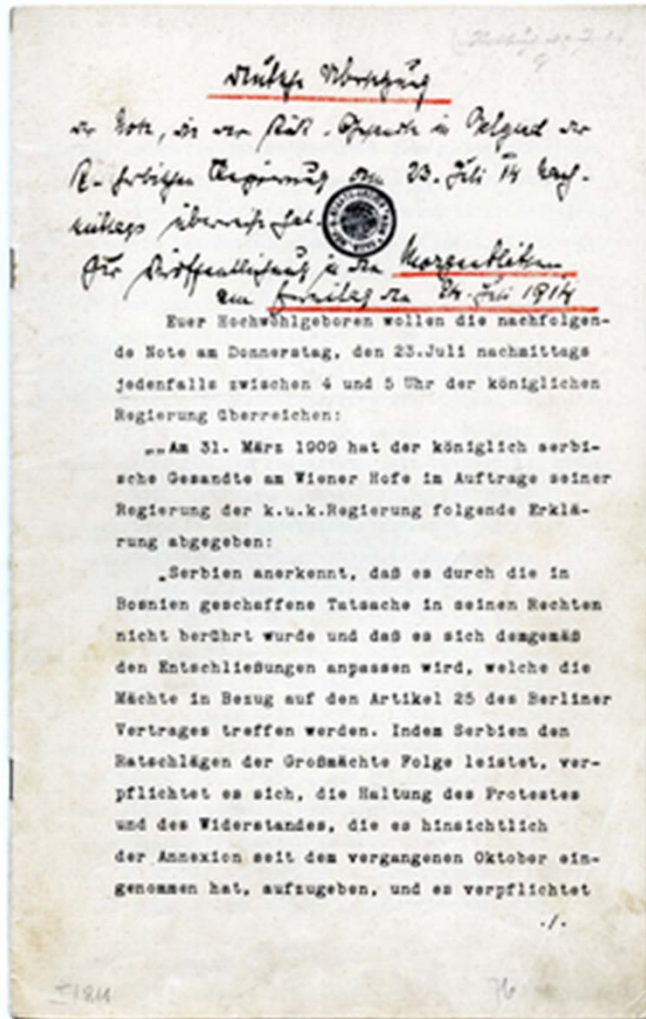 Deutsche Übersetzung
der Note, die der k.u.k. Gesandte in Belgrad der
K. serbischen Regierung am 23. Juli 14 nach-
mittags überreicht hat.
Zur Veröffentlichung in den Morgenblättern
am Freitag den 24. Juli 1914
Euer Hochwohlgeboren wollen die nachfolgen-
de Note am Donnerstag, den 23.Juli nachmittags
jedenfalls zwischen 4 und 5 Uhr der königlichen
Regierung überreichen:
„„Am 31. März 1909 hat der königlich serbi-
sche Gesandte am Wiener Hofe im Auftrage seiner
Regierung der k.u.k.Regierung folgende Erklä-
rung abgegeben:
„Serbien anerkennt, daß es durch die in
Bosnien geschaffene Tatsache in seinen Rechten
nicht berührt wurde und daß es sich demgemäß
den Entschließungen anpassen wird, welche die
Mächte in Bezug auf den Artikel 25 des Berliner
Vertrages treffen werden. Indem Serbien den
Ratschlägen der Großmächte Folge leistet, ver-
pflichtet es sich, die Haltung des Protestes
und des Widerstandes, die es hinsichtlich
der Annexion seit dem vergangenen Oktober ein-
genommen hat, aufzugeben, und es verpflichtet
./.
76